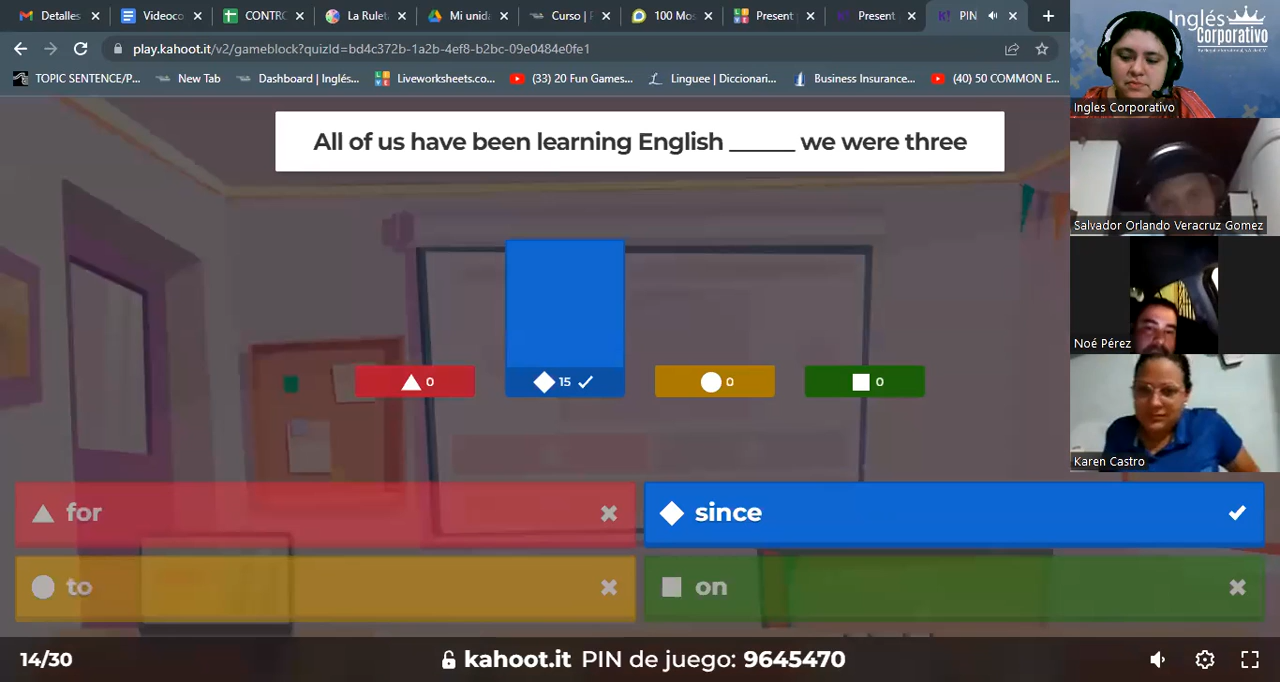 Detalles
Videoco
CONTRO
La Rulet
Mi unida
Curso | P
100 Mos
Present
Present
PIN
play.kahoot.it/v2/gameblock?quizId=bd4c372b-1a2b-4ef8-b2bc-09e0484e0fe1
TOPIC SENTENCE/P...
New Tab
Dashboard | Inglés...
Liveworksheets.co...
(33) 20 Fun Games...
Linguee | Diccionari...
Business Insurance...
(40) 50 COMMON E...
Inglés
Corporativo
Ingles Corporativo
Salvador Orlando Veracruz Gomez
Noé Pérez
Karen Castro
All of us have been learning English ______ we were three
0
15
0
0
for
since
to
on
14/30
kahoot.it PIN de juego: 9645470